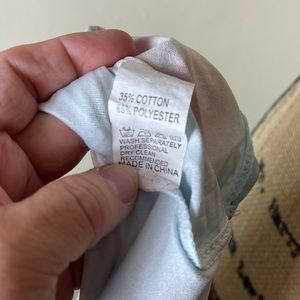 35% COTTON
65% POLYESTER
WASH SEPARATELY
PROFESSIONAL
DRY CLEAN
RECOMMENDED
MADE IN CHINA